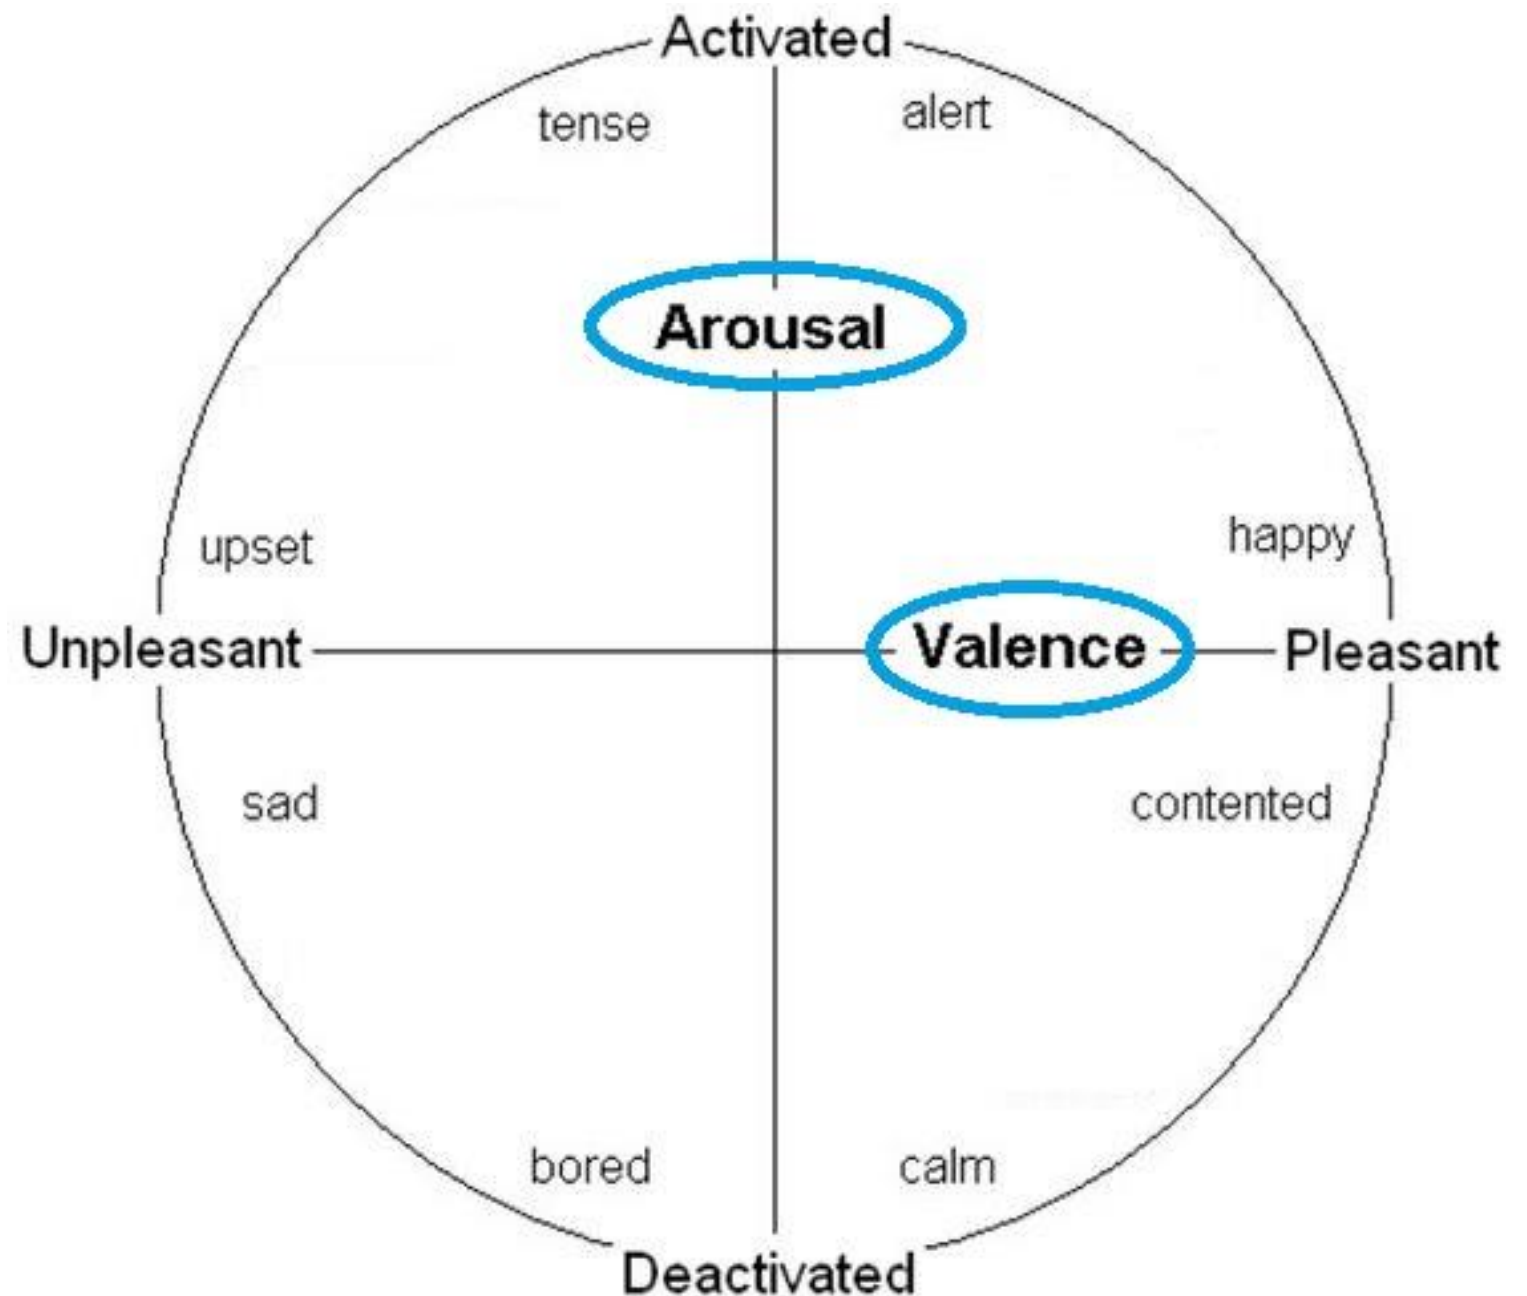 Activated
tense
alert
Arousal
upset
happy
Unpleasant
Valence
Pleasant
sad
contented
bored
calm
Deactivated